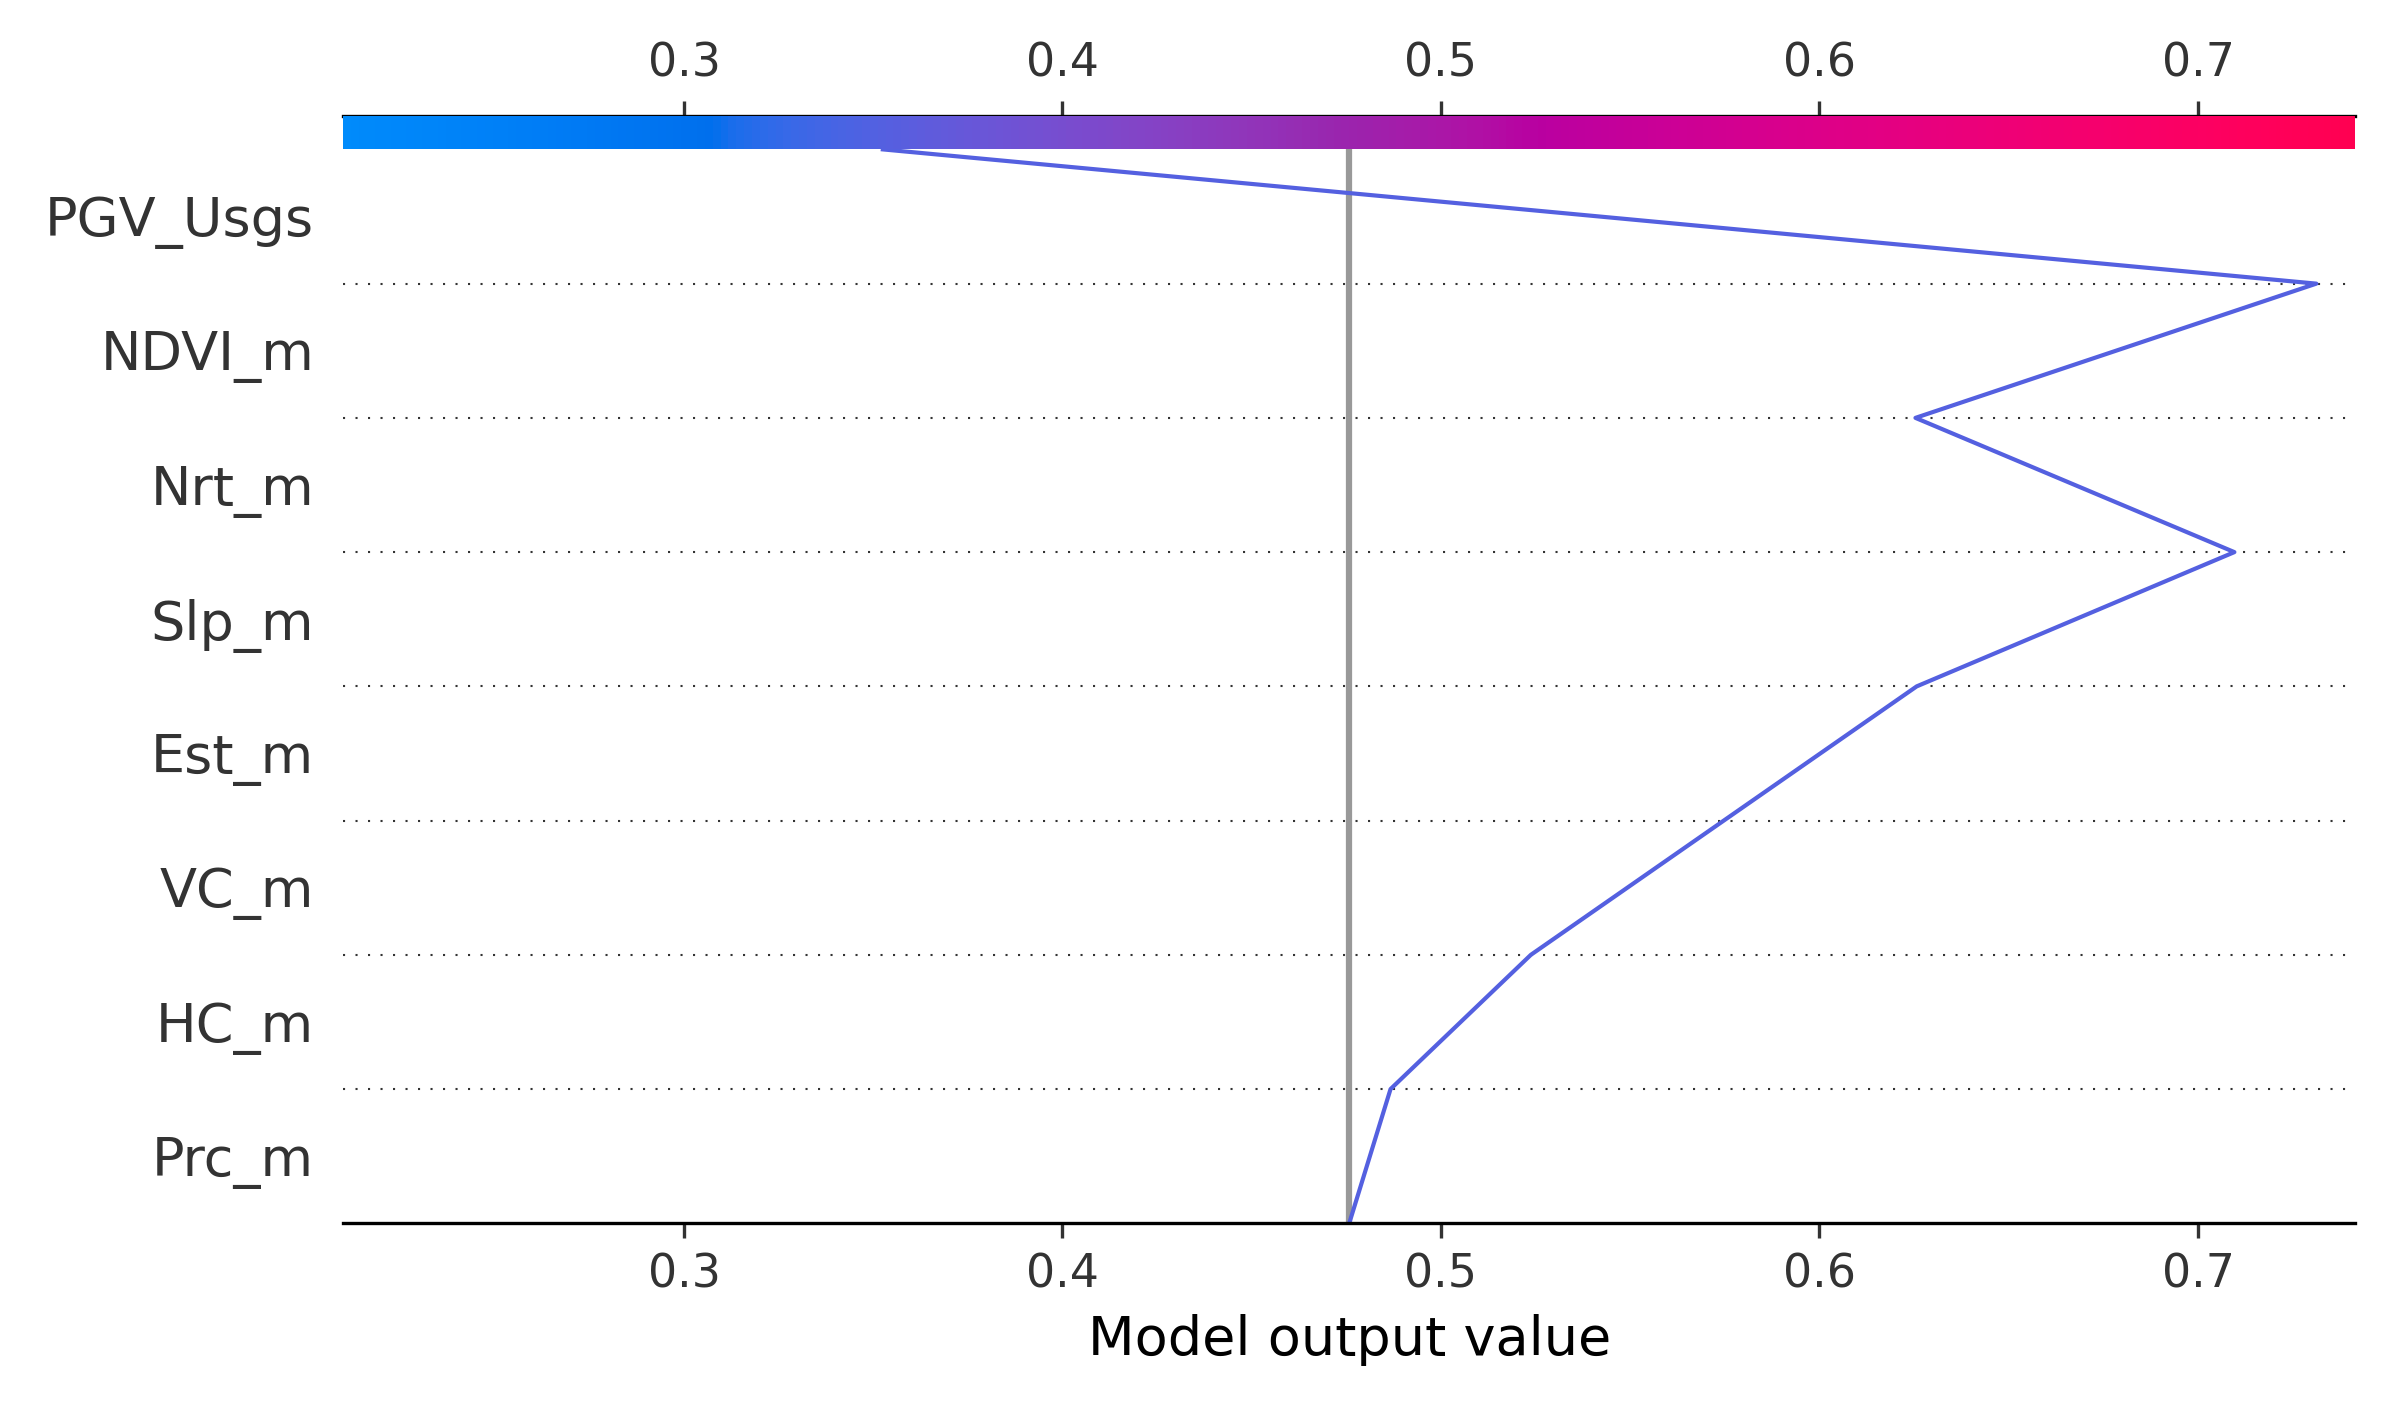 0.3 0.4 0.5 0.6 0.7
PGV_Usgs
NDVI_m
Nrt_m
Slp_m
Est_m
VC_m
HC_m
Prc_m
0.3 0.4 0.5 0.6 0.7
Model output value